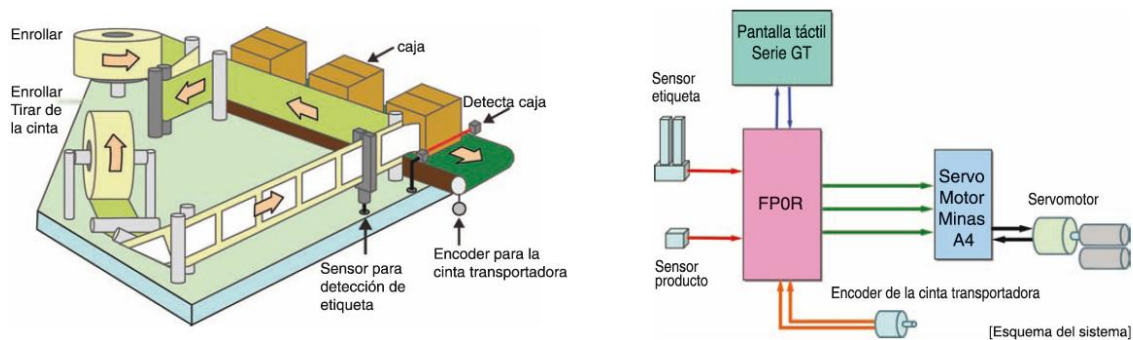 Enrollar
Enrollar
Tirar de
la cinta
caja
Detecta caja
Sensor para
detección de
etiqueta
Encoder para la
cinta transportadora
Pantalla táctil
Serie GT
Sensor
etiqueta
FP0R
Servo
Motor
Minas
A4
Servomotor
Sensor
producto
Encoder de la cinta transportadora
[Esquema del sistema]